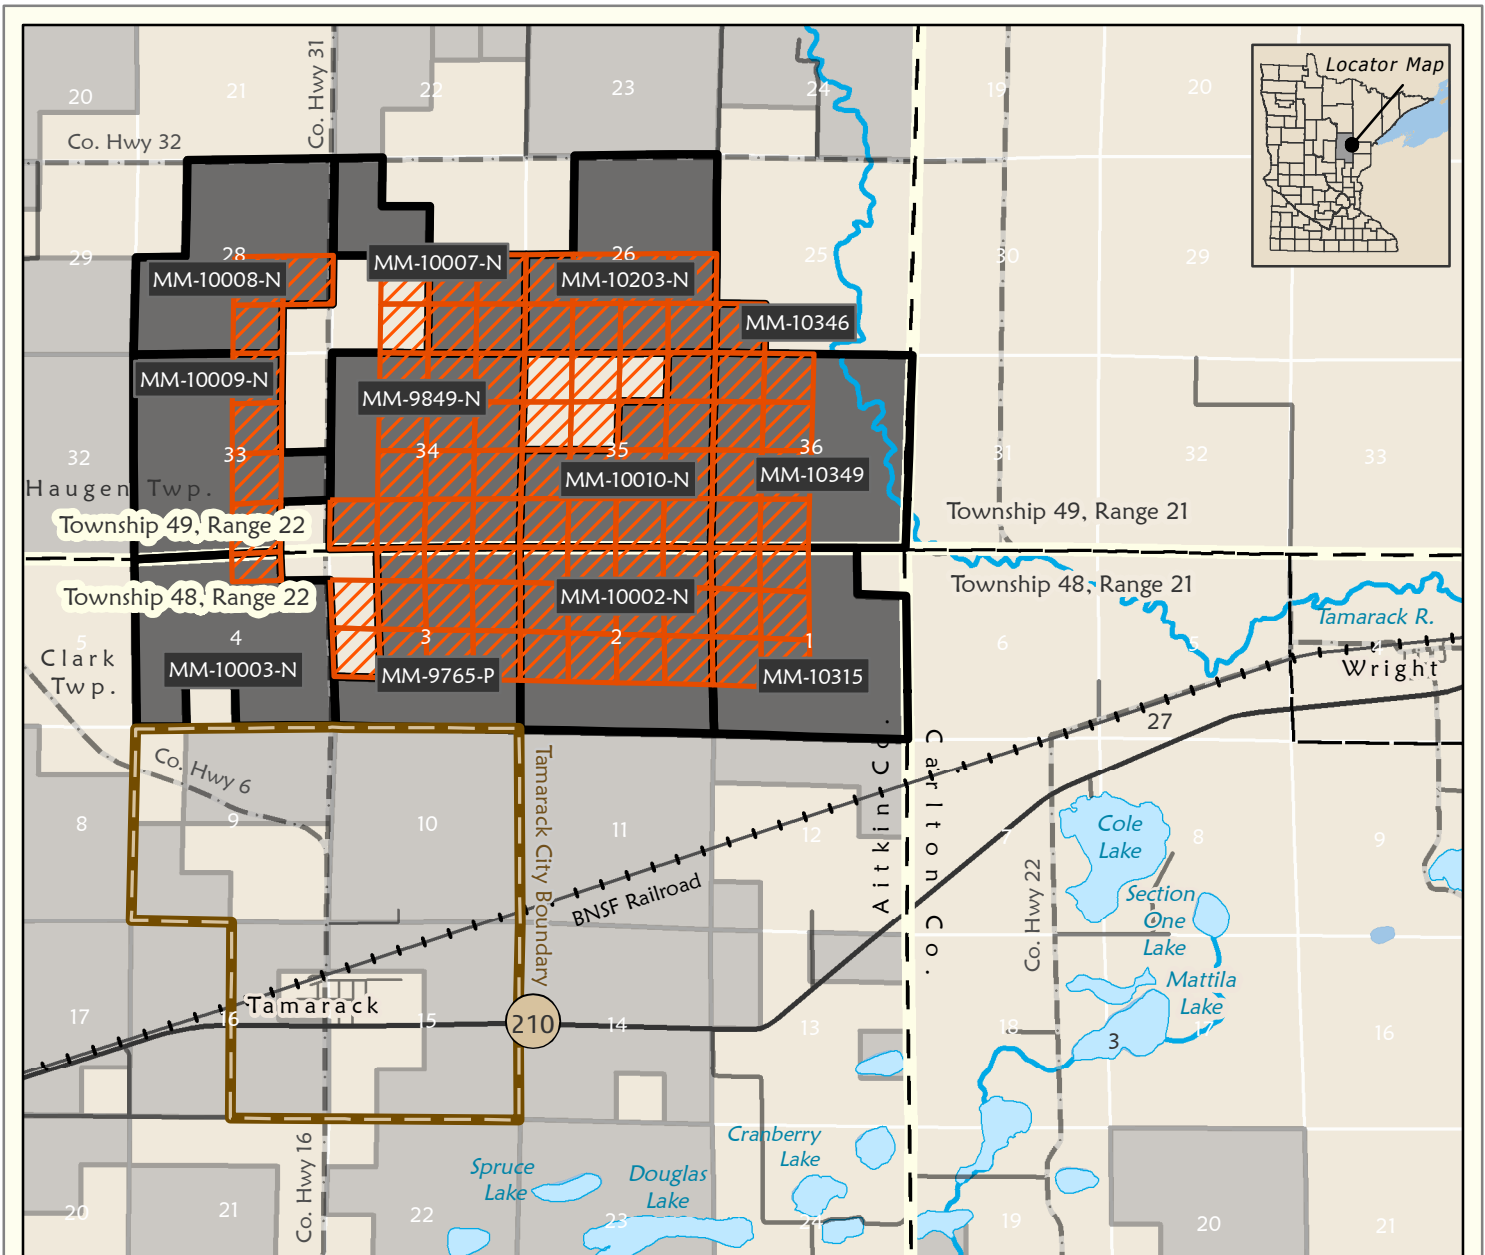 Locator Map
20
21
Co. Hwy 31
22
23
24
19
20
Co. Hwy 32
29
28
26
25
30
29
MM-10008-N
MM-10007-N
MM-10203-N
MM-10346
MM-10009-N
MM-9849-N
32
33
34
35
36
31
32
33
MM-10010-N
MM-10349
Haugen Twp.
Township 49, Range 22
Township 49, Range 21
Township 48, Range 22
Township 48, Range 21
MM-10002-N
Tamarack R.
5
4
3
2
1
6
5
4
Clark
Twp.
MM-10003-N
MM-9765-P
MM-10315
Wright
27
Co. Hwy 6
Tamarack City Boundary
Aitkin Co.
Carlton Co.
8
9
10
11
12
7
8
9
Cole
Lake
BNSF Railroad
Co. Hwy 22
Section
One
Lake
Mattila
Lake
Tamarack
17
16
15
210
14
13
18
3
17
16
Co. Hwy 16
Cranberry
Lake
Spruce
Lake
Douglas
Lake
20
21
22
23
24
19
20
21